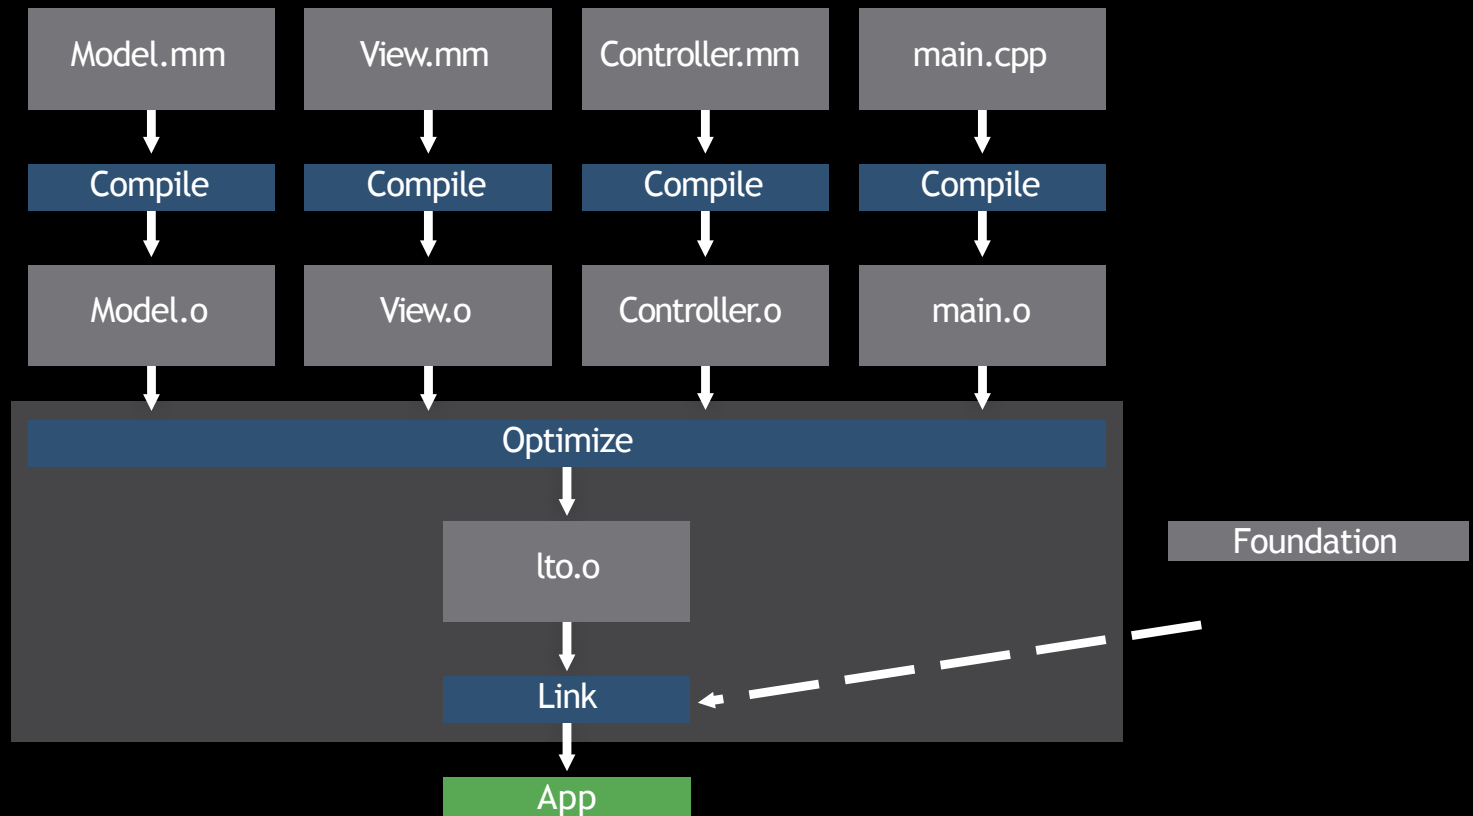 Model.mm
View.mm
Controller.mm
main.cpp
Compile
Compile
Compile
Compile
Model.o
View.o
Controller.o
main.o
Optimize
lto.o
Foundation
Link
App